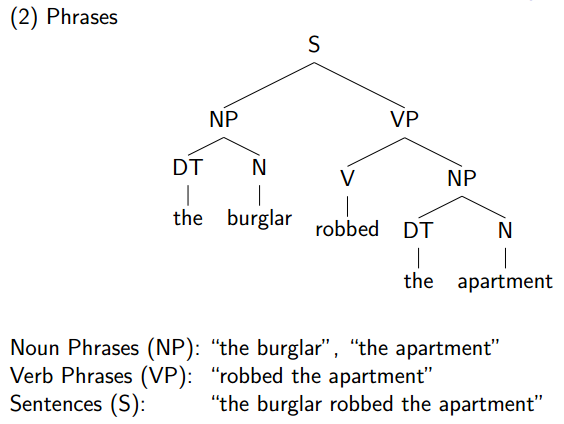 (2) Phrases
S
NP VP
DT N V NP
the burglar robbed DT N
the apartment
Noun Phrases (NP): “the burglar”, “the apartment”
Verb Phrases (VP): “robbed the apartment”
Sentences (S): “the burglar robbed the apartment”